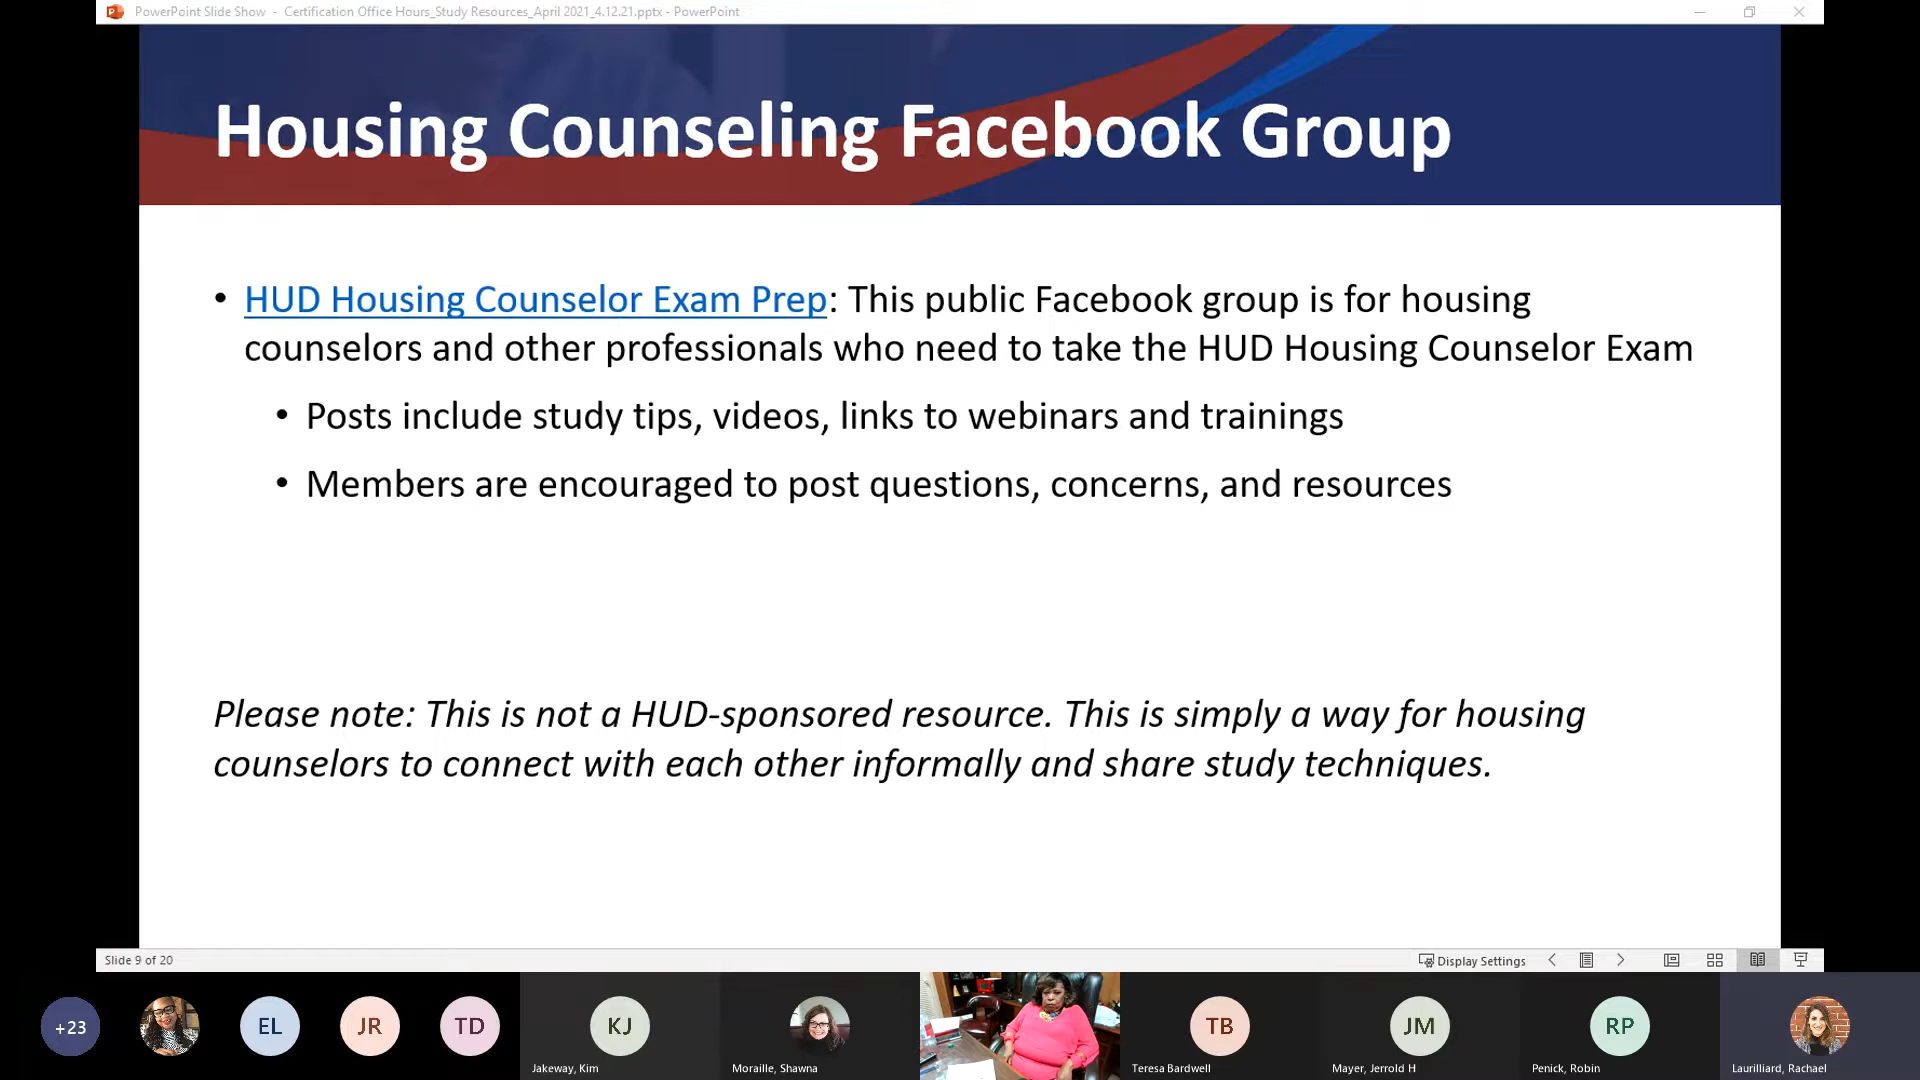 PowerPoint Slide Show - Certification Office Hours_Study Resources_April 2021_4.12.21.pptx - PowerPoint
Housing Counseling Facebook Group
• HUD Housing Counselor Exam Prep: This public Facebook group is for housing
counselors and other professionals who need to take the HUD Housing Counselor Exam
• Posts include study tips, videos, links to webinars and trainings
• Members are encouraged to post questions, concerns, and resources
Please note: This is not a HUD-sponsored resource. This is simply a way for housing
counselors to connect with each other informally and share study techniques.
Slide 9 of 20
Display Settings
+23
EL
JR
TD
KJ
TB
JM
RP
Jakeway, Kim
Moraille, Shawna
Teresa Bardwell
Mayer, Jerrold H
Penick, Robin
Laurilliard, Rachael